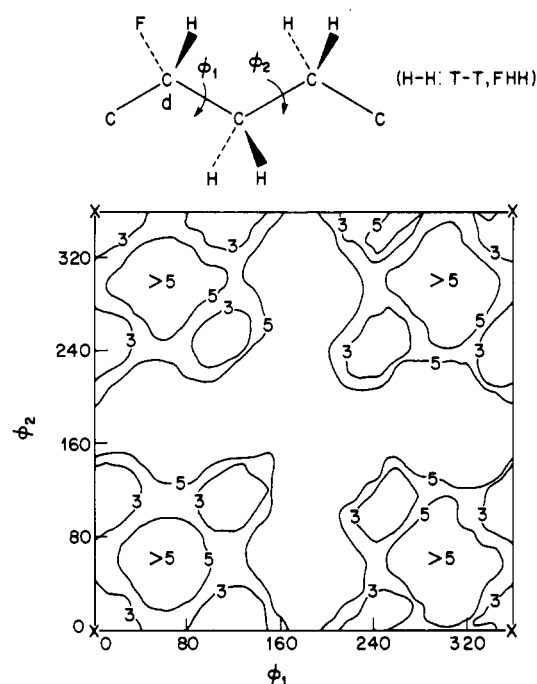 F H H H
ϕ₁ ϕ₂ (H-H: T-T, FHH)
C C
d
C C C
H H
X X
3 3 5 3
320
>5 >5
5 3 5 5
240
3 3 5 3
ϕ₂
160
5 5
3 3 3 3
80
>5 5 5 >5
3 3 3 3
0
X X
0 80 160 240 320
ϕ₁